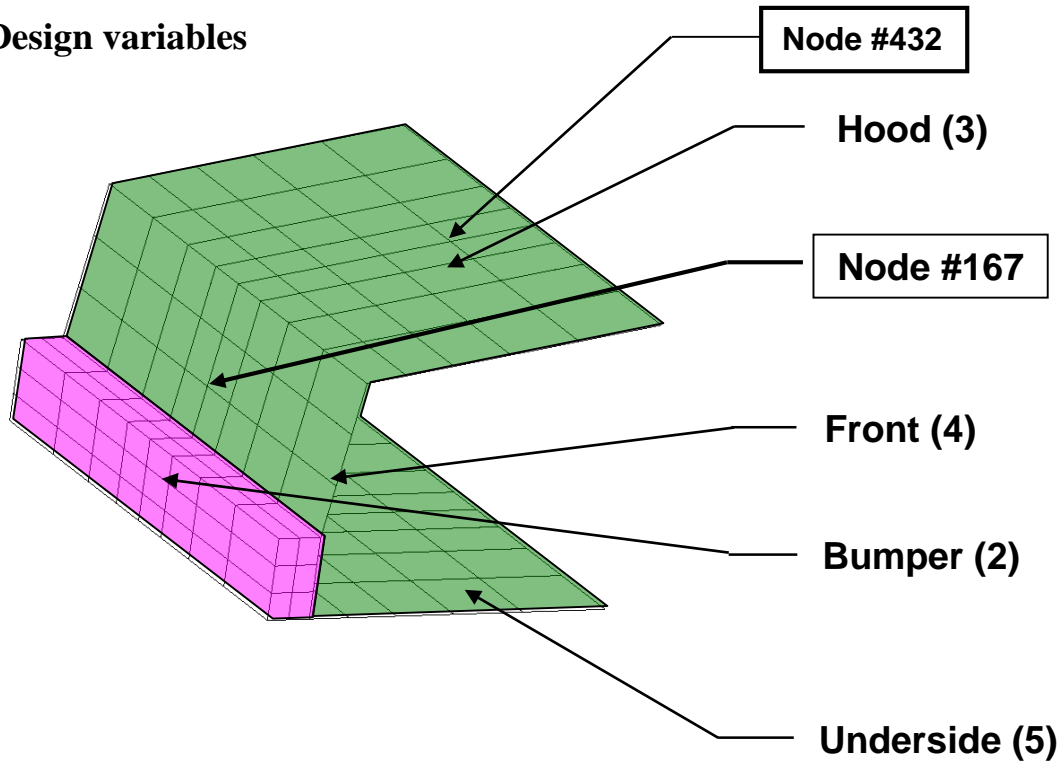 Design variables
Node #432
Hood (3)
Node #167
Front (4)
Bumper (2)
Underside (5)